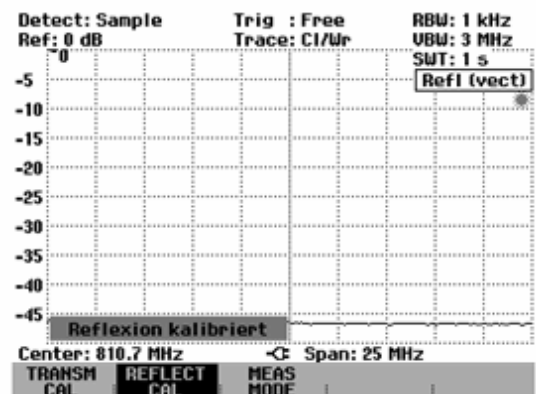 Detect: Sample Trig : Free RBW: 1 kHz
Ref: 0 dB Trace: Cl/Wr VBW: 3 MHz
0 SWT: 1 s
-5 Refl (vect)
-10
-15
-20
-25
-30
-35
-40
-45
Reflexion kalibriert
Center: 810.7 MHz Span: 25 MHz
TRANSM REFLECT MEAS
CAL CAL MODE